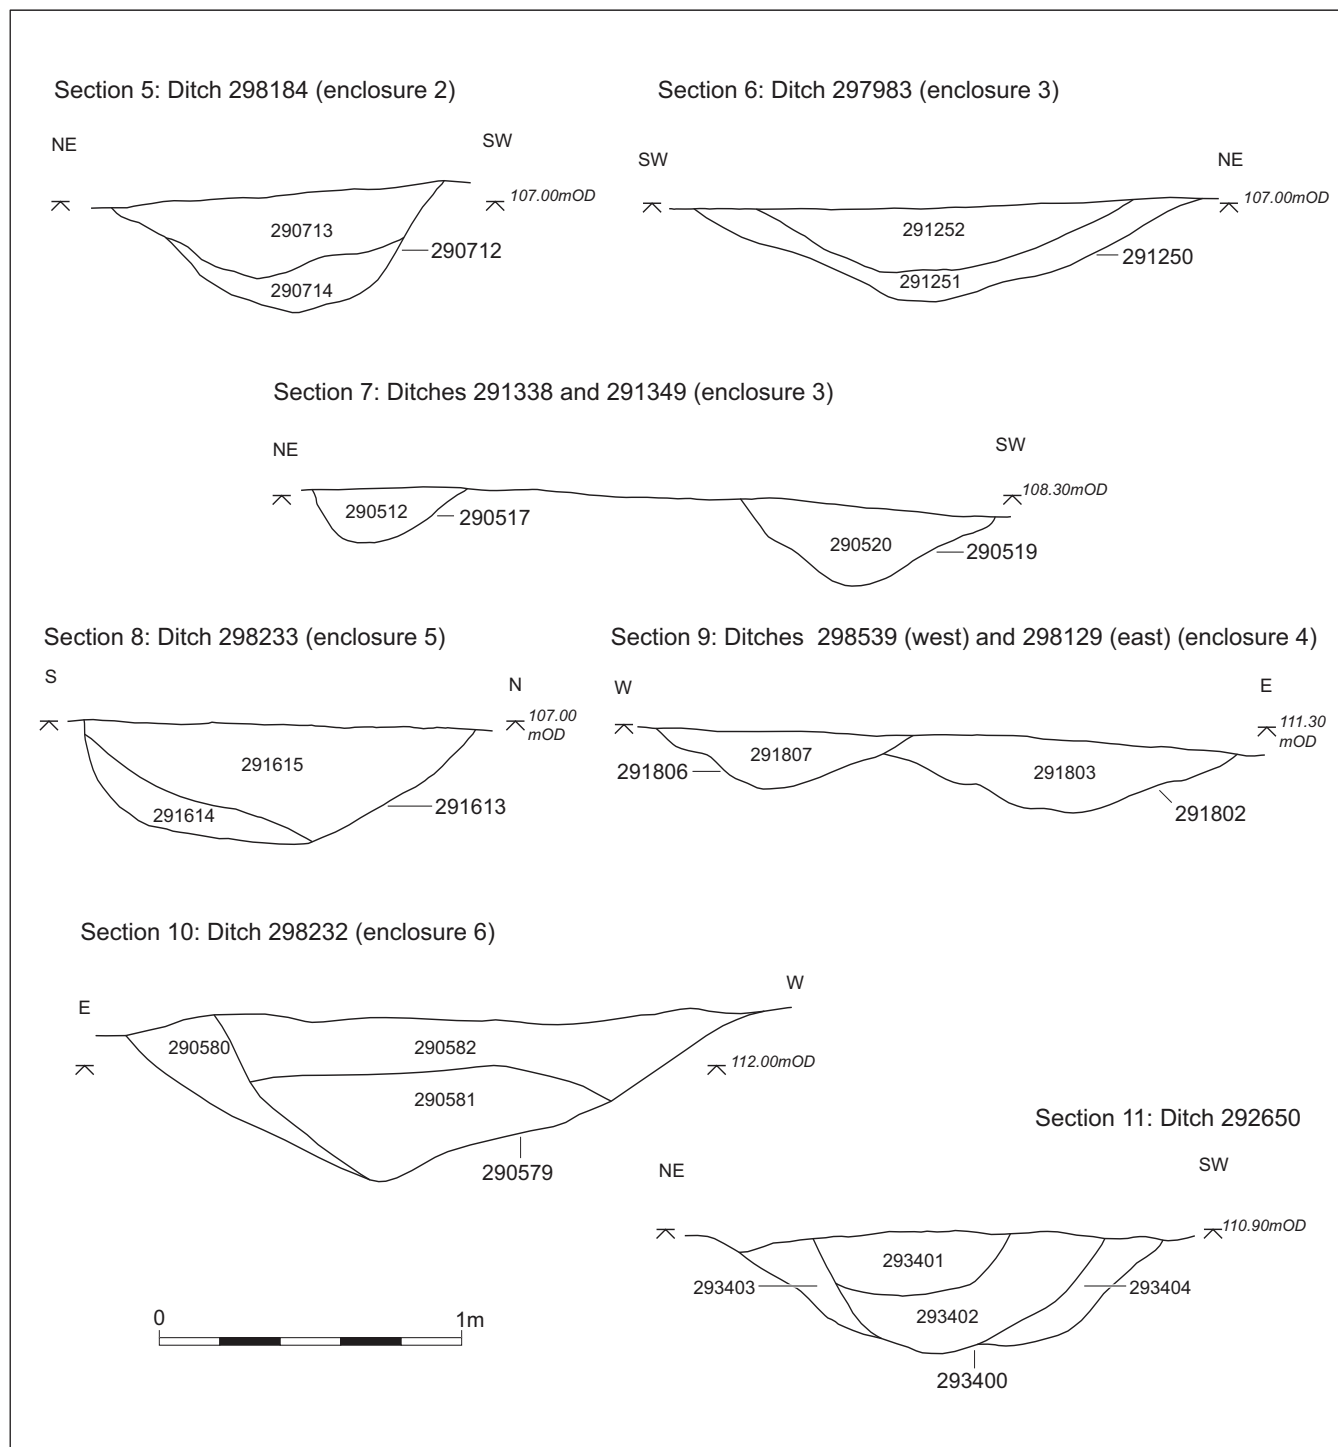 Section 5: Ditch 298184 (enclosure 2)
NE
SW
107.00mOD
290713
290712
290714
Section 6: Ditch 297983 (enclosure 3)
SW
NE
107.00mOD
291252
291250
291251
Section 7: Ditches 291338 and 291349 (enclosure 3)
NE
SW
108.30mOD
290512
290517
290520
290519
Section 8: Ditch 298233 (enclosure 5)
S
N
107.00
mOD
291615
291613
291614
Section 9: Ditches 298539 (west) and 298129 (east) (enclosure 4)
W
E
111.30
mOD
291807
291806
291803
291802
Section 10: Ditch 298232 (enclosure 6)
E
W
290580
290582
112.00mOD
290581
290579
Section 11: Ditch 292650
NE
SW
110.90mOD
293401
293403
293404
293402
293400
0
1m